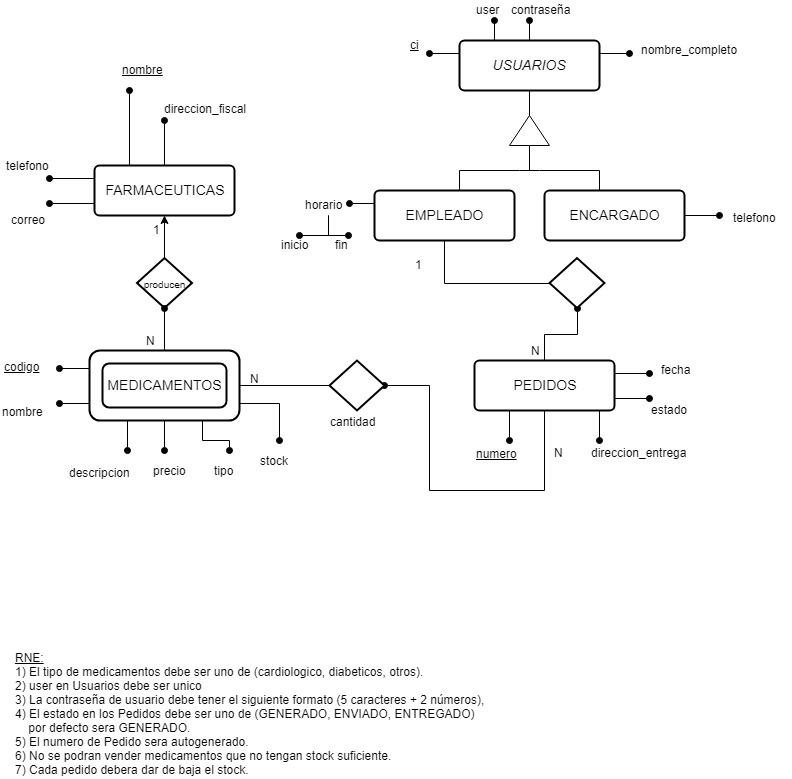 user
contraseña
ci
USUARIOS
nombre_completo
nombre
direccion_fiscal
telefono
FARMACEUTICAS
correo
horario
EMPLEADO
ENCARGADO
telefono
inicio
fin
1
1
producen
N
N
codigo
MEDICAMENTOS
N
PEDIDOS
fecha
nombre
cantidad
estado
descripcion
precio
tipo
stock
numero
N
direccion_entrega
RNE:
1) El tipo de medicamentos debe ser uno de (cardiologico, diabeticos, otros).
2) user en Usuarios debe ser unico
3) La contraseña de usuario debe tener el siguiente formato (5 caracteres + 2 números),
4) El estado en los Pedidos debe ser uno de (GENERADO, ENVIADO, ENTREGADO)
por defecto sera GENERADO.
5) El numero de Pedido sera autogenerado.
6) No se podran vender medicamentos que no tengan stock suficiente.
7) Cada pedido debera dar de baja el stock.